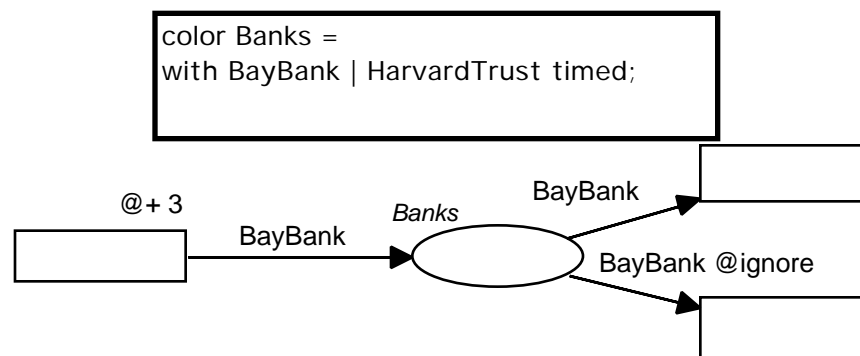 color Banks =
with BayBank | HarvardTrust timed;
@+ 3
Banks
BayBank
BayBank
BayBank @ignore